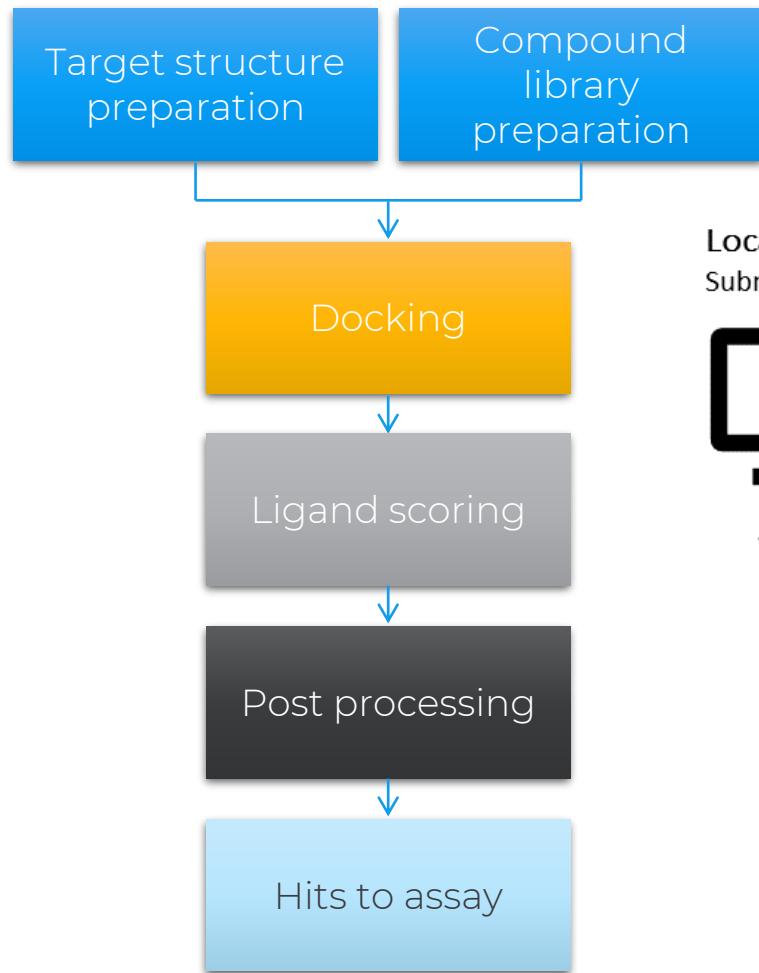 Target structure
preparation
Compound
library
preparation
Docking
Ligand scoring
Post processing
Hits to assay